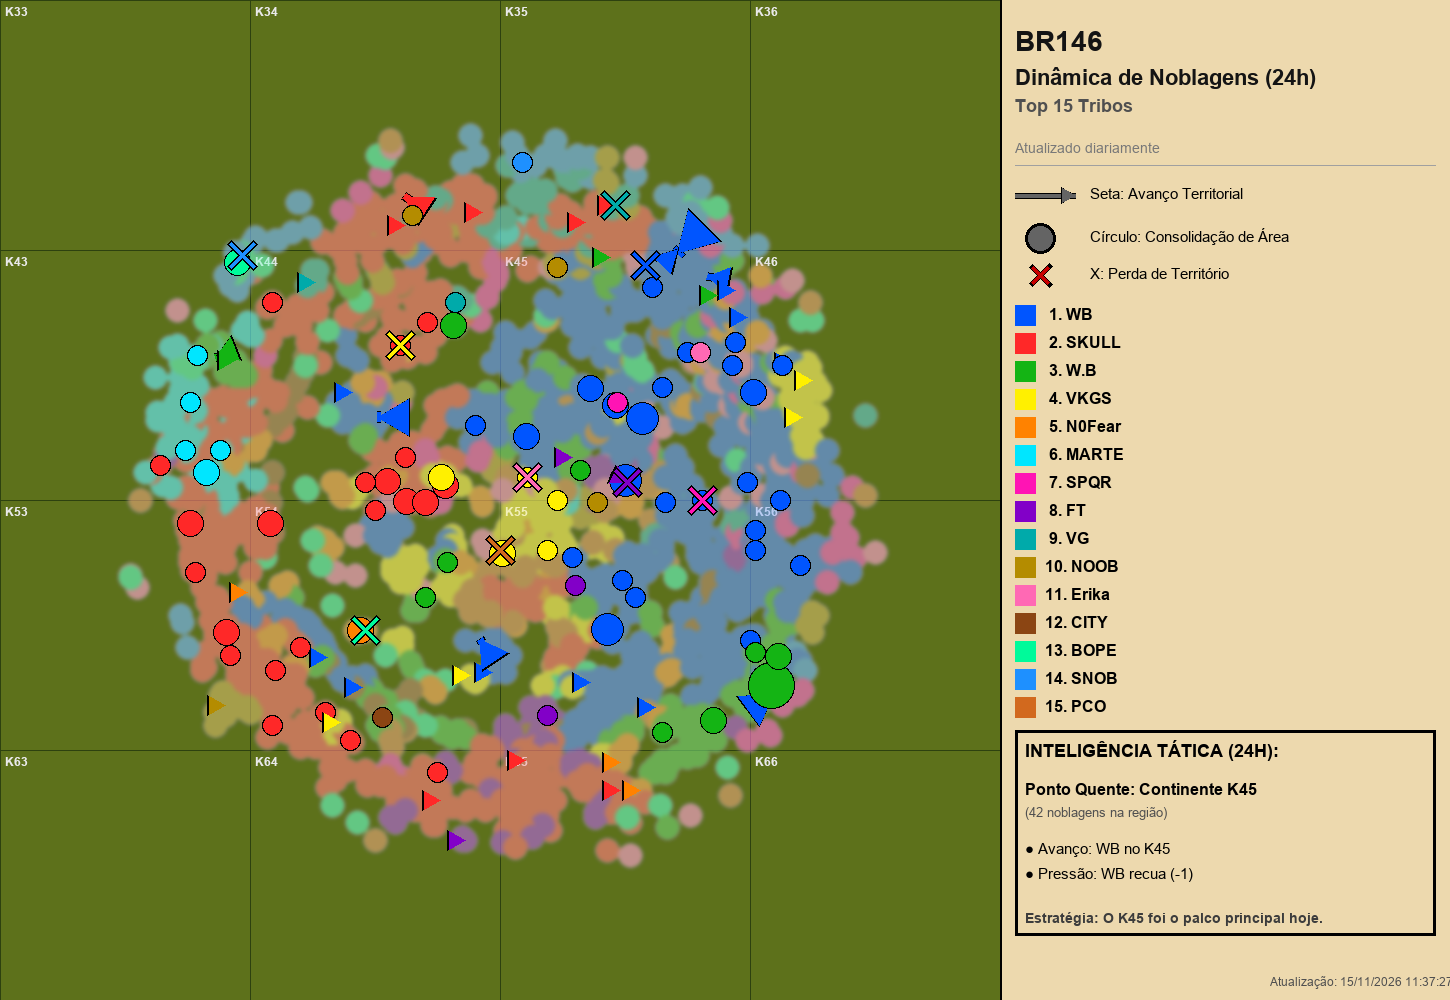 K33
K34
K35
K36
K43
K44
K45
K46
K53
K55
K56
K63
K64
K66
BR146
Dinâmica de Noblagens (24h)
Top 15 Tribos
Atualizado diariamente
Seta: Avanço Territorial
Círculo: Consolidação de Área
X: Perda de Território
1. WB
2. SKULL
3. W.B
4. VKGS
5. N0Fear
6. MARTE
7. SPQR
8. FT
9. VG
10. NOOB
11. Erika
12. CITY
13. BOPE
14. SNOB
15. PCO
INTELIGÊNCIA TÁTICA (24H):
Ponto Quente: Continente K45
(42 noblagens na região)
● Avanço: WB no K45
● Pressão: WB recua (-1)
Estratégia: O K45 foi o palco principal hoje.
Atualização: 15/11/2026 11:37:27